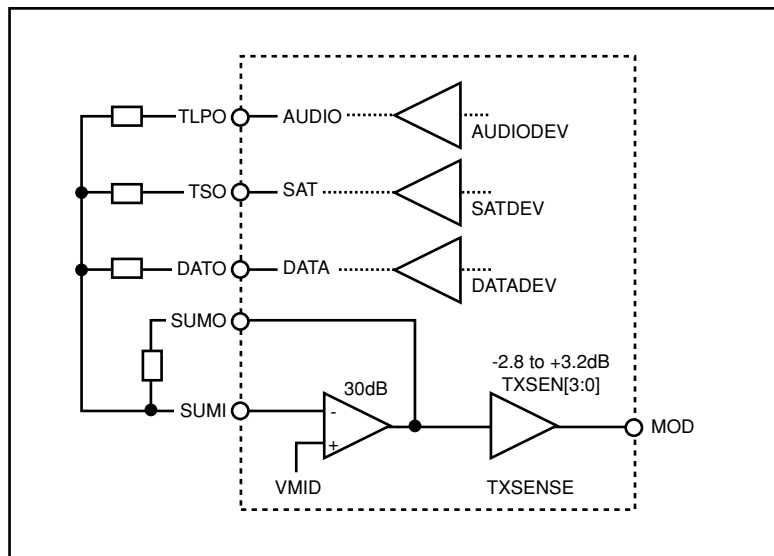 TLPO AUDIO
AUDIODEV
TSO SAT
SATDEV
DATO DATA
DATADEV
SUMO
-2.8 to +3.2dB
TXSEN[3:0]
30dB
SUMI - MOD
+
VMID TXSENSE